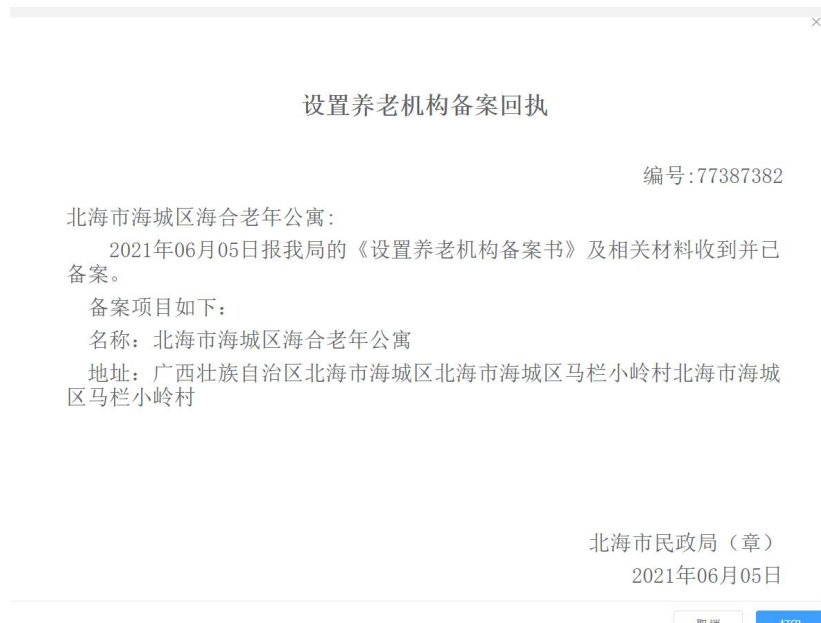 设置养老机构备案回执
编号:77387382
北海市海城区海合老年公寓:
2021年06月05日报我局的《设置养老机构备案书》及相关材料收到并已
备案。
备案项目如下：
名称：北海市海城区海合老年公寓
地址：广西壮族自治区北海市海城区北海市海城区马栏小岭村北海市海城
区马栏小岭村
北海市民政局（章）
2021年06月05日